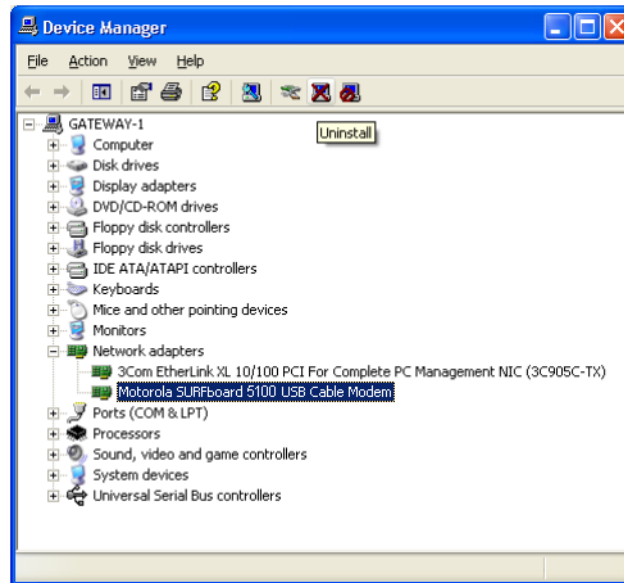 Device Manager
File Action View Help
Uninstall
GATEWAY-1
Computer
Disk drives
Display adapters
DVD/CD-ROM drives
Floppy disk controllers
Floppy disk drives
IDE ATA/ATAPI controllers
Keyboards
Mice and other pointing devices
Monitors
Network adapters
3Com EtherLink XL 10/100 PCI For Complete PC Management NIC (3C905C-TX)
Motorola SURFboard 5100 USB Cable Modem
Ports (COM & LPT)
Processors
Sound, video and game controllers
System devices
Universal Serial Bus controllers